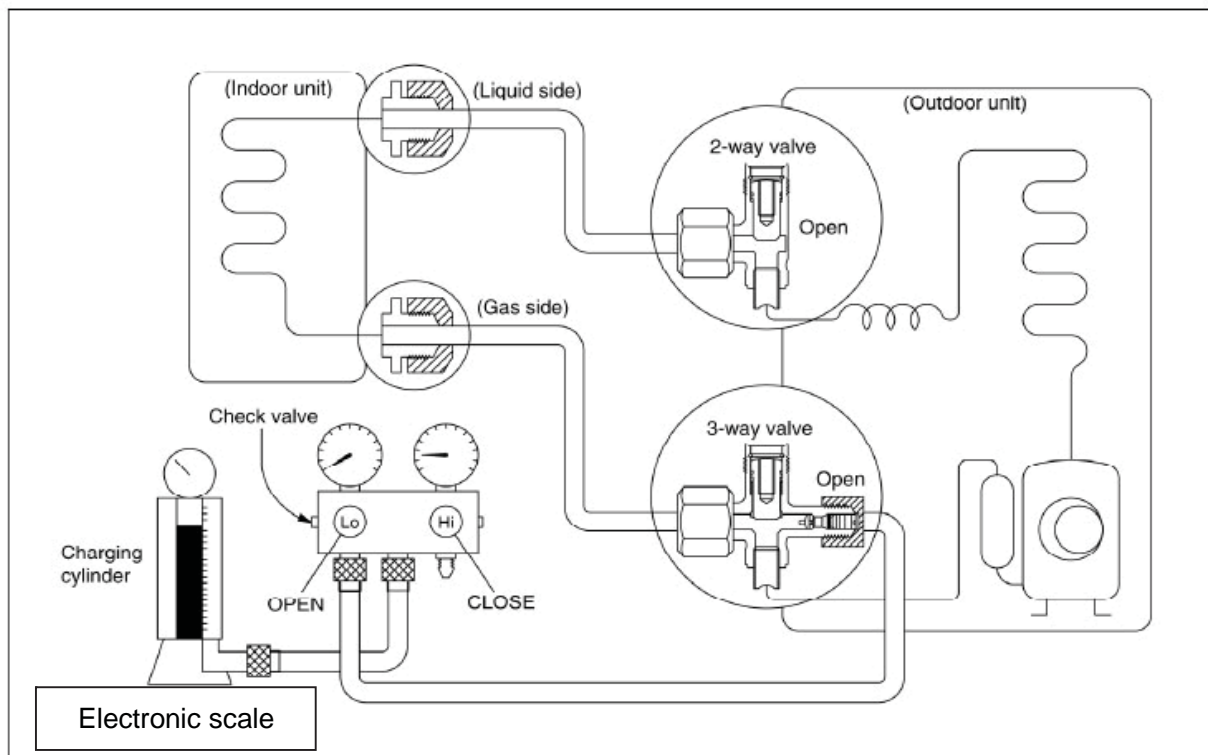 (Indoor unit)
(Liquid side)
(Outdoor unit)
2-way valve
Open
(Gas side)
Check valve
3-way valve
Open
Lo
Hi
Charging
cylinder
OPEN
CLOSE
Electronic scale